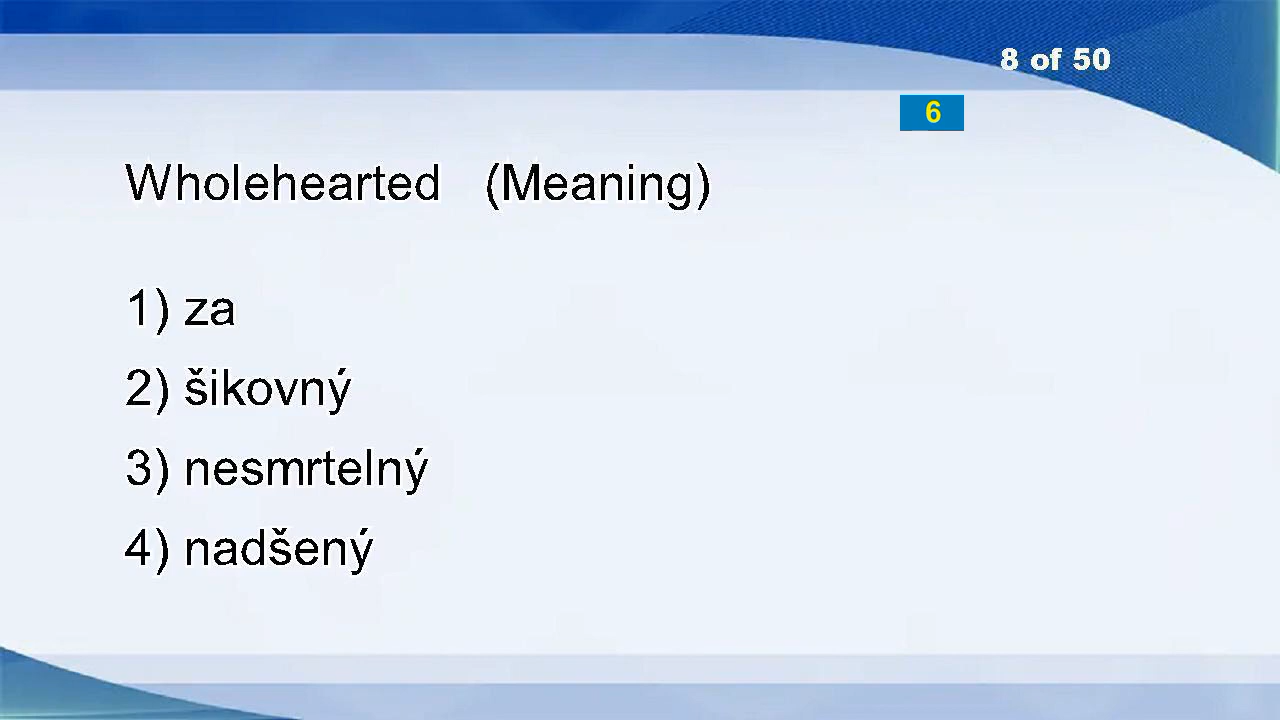 8 of 50
6
Wholehearted (Meaning)
1) za
2) šikovný
3) nesmrtelný
4) nadšený